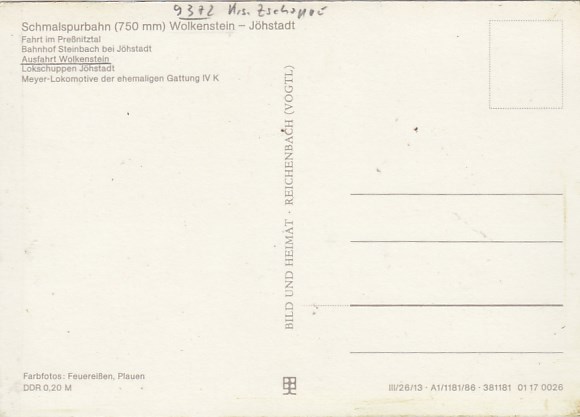 9372 Krs. Zschopau
Schmalspurbahn (750 mm) Wolkenstein – Jöhstadt
Fahrt im Preßnitztal
Bahnhof Steinbach bei Jöhstadt
Ausfahrt Wolkenstein
Lokschuppen Jöhstadt
Meyer-Lokomotive der ehemaligen Gattung IV K
BILD UND HEIMAT · REICHENBACH (VOGTL)
Farbfotos: Feuereißen, Plauen
DDR 0,20 M
III/26/13 · A1/1181/86 · 381181 01 17 0026